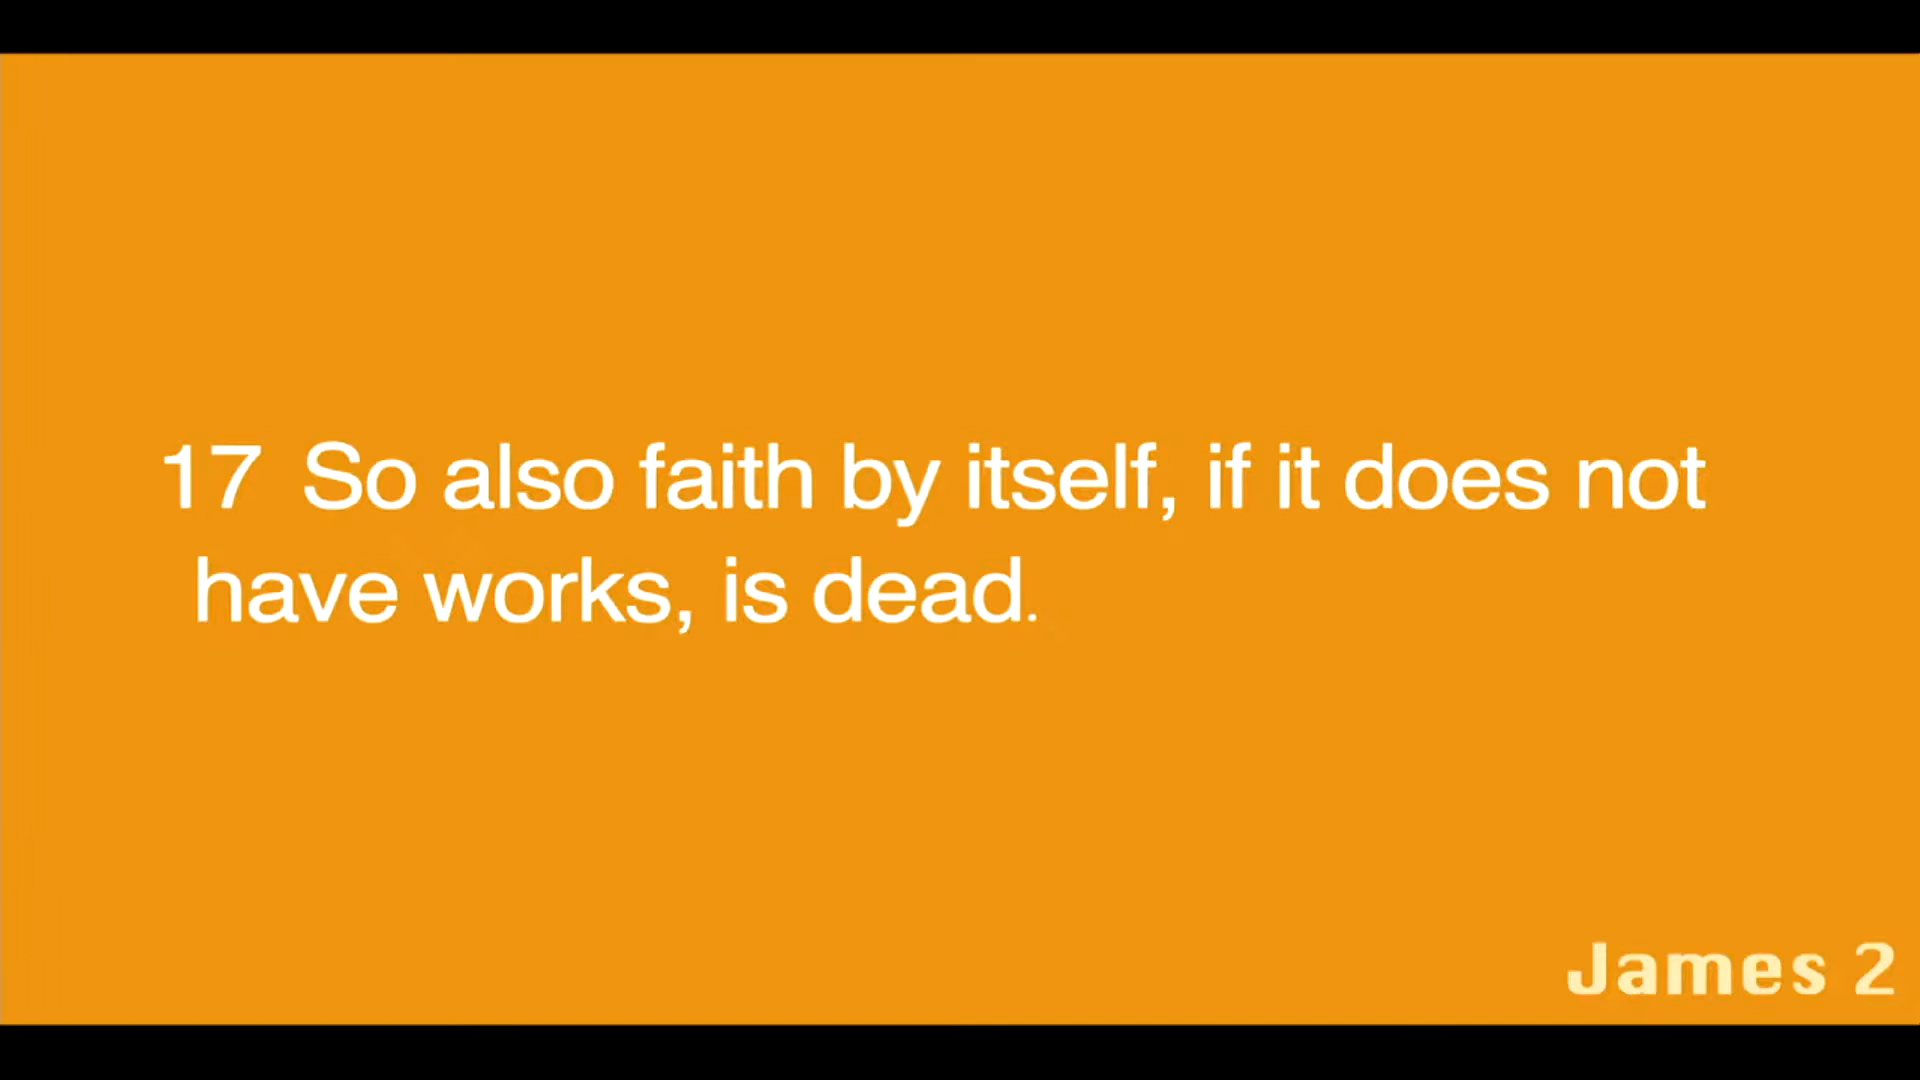 17 So also faith by itself, if it does not
have works, is dead.
James 2